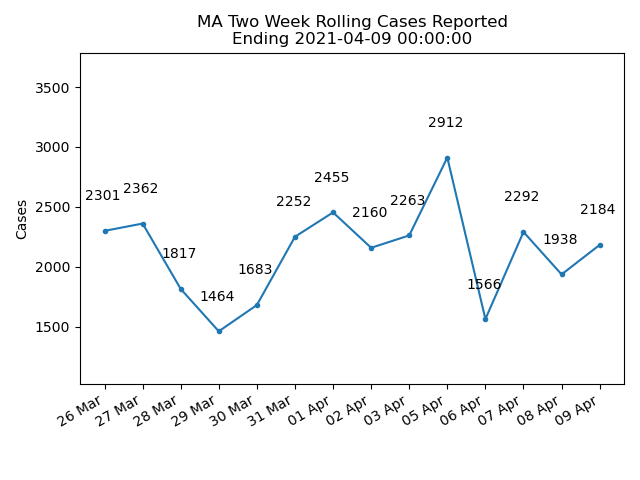 MA Two Week Rolling Cases Reported
Ending 2021-04-09 00:00:00
Cases
3500
3000
2500
2000
1500
2301
2362
1817
1464
1683
2252
2455
2160
2263
2912
1566
2292
1938
2184
26 Mar
27 Mar
28 Mar
29 Mar
30 Mar
31 Mar
01 Apr
02 Apr
03 Apr
05 Apr
06 Apr
07 Apr
08 Apr
09 Apr